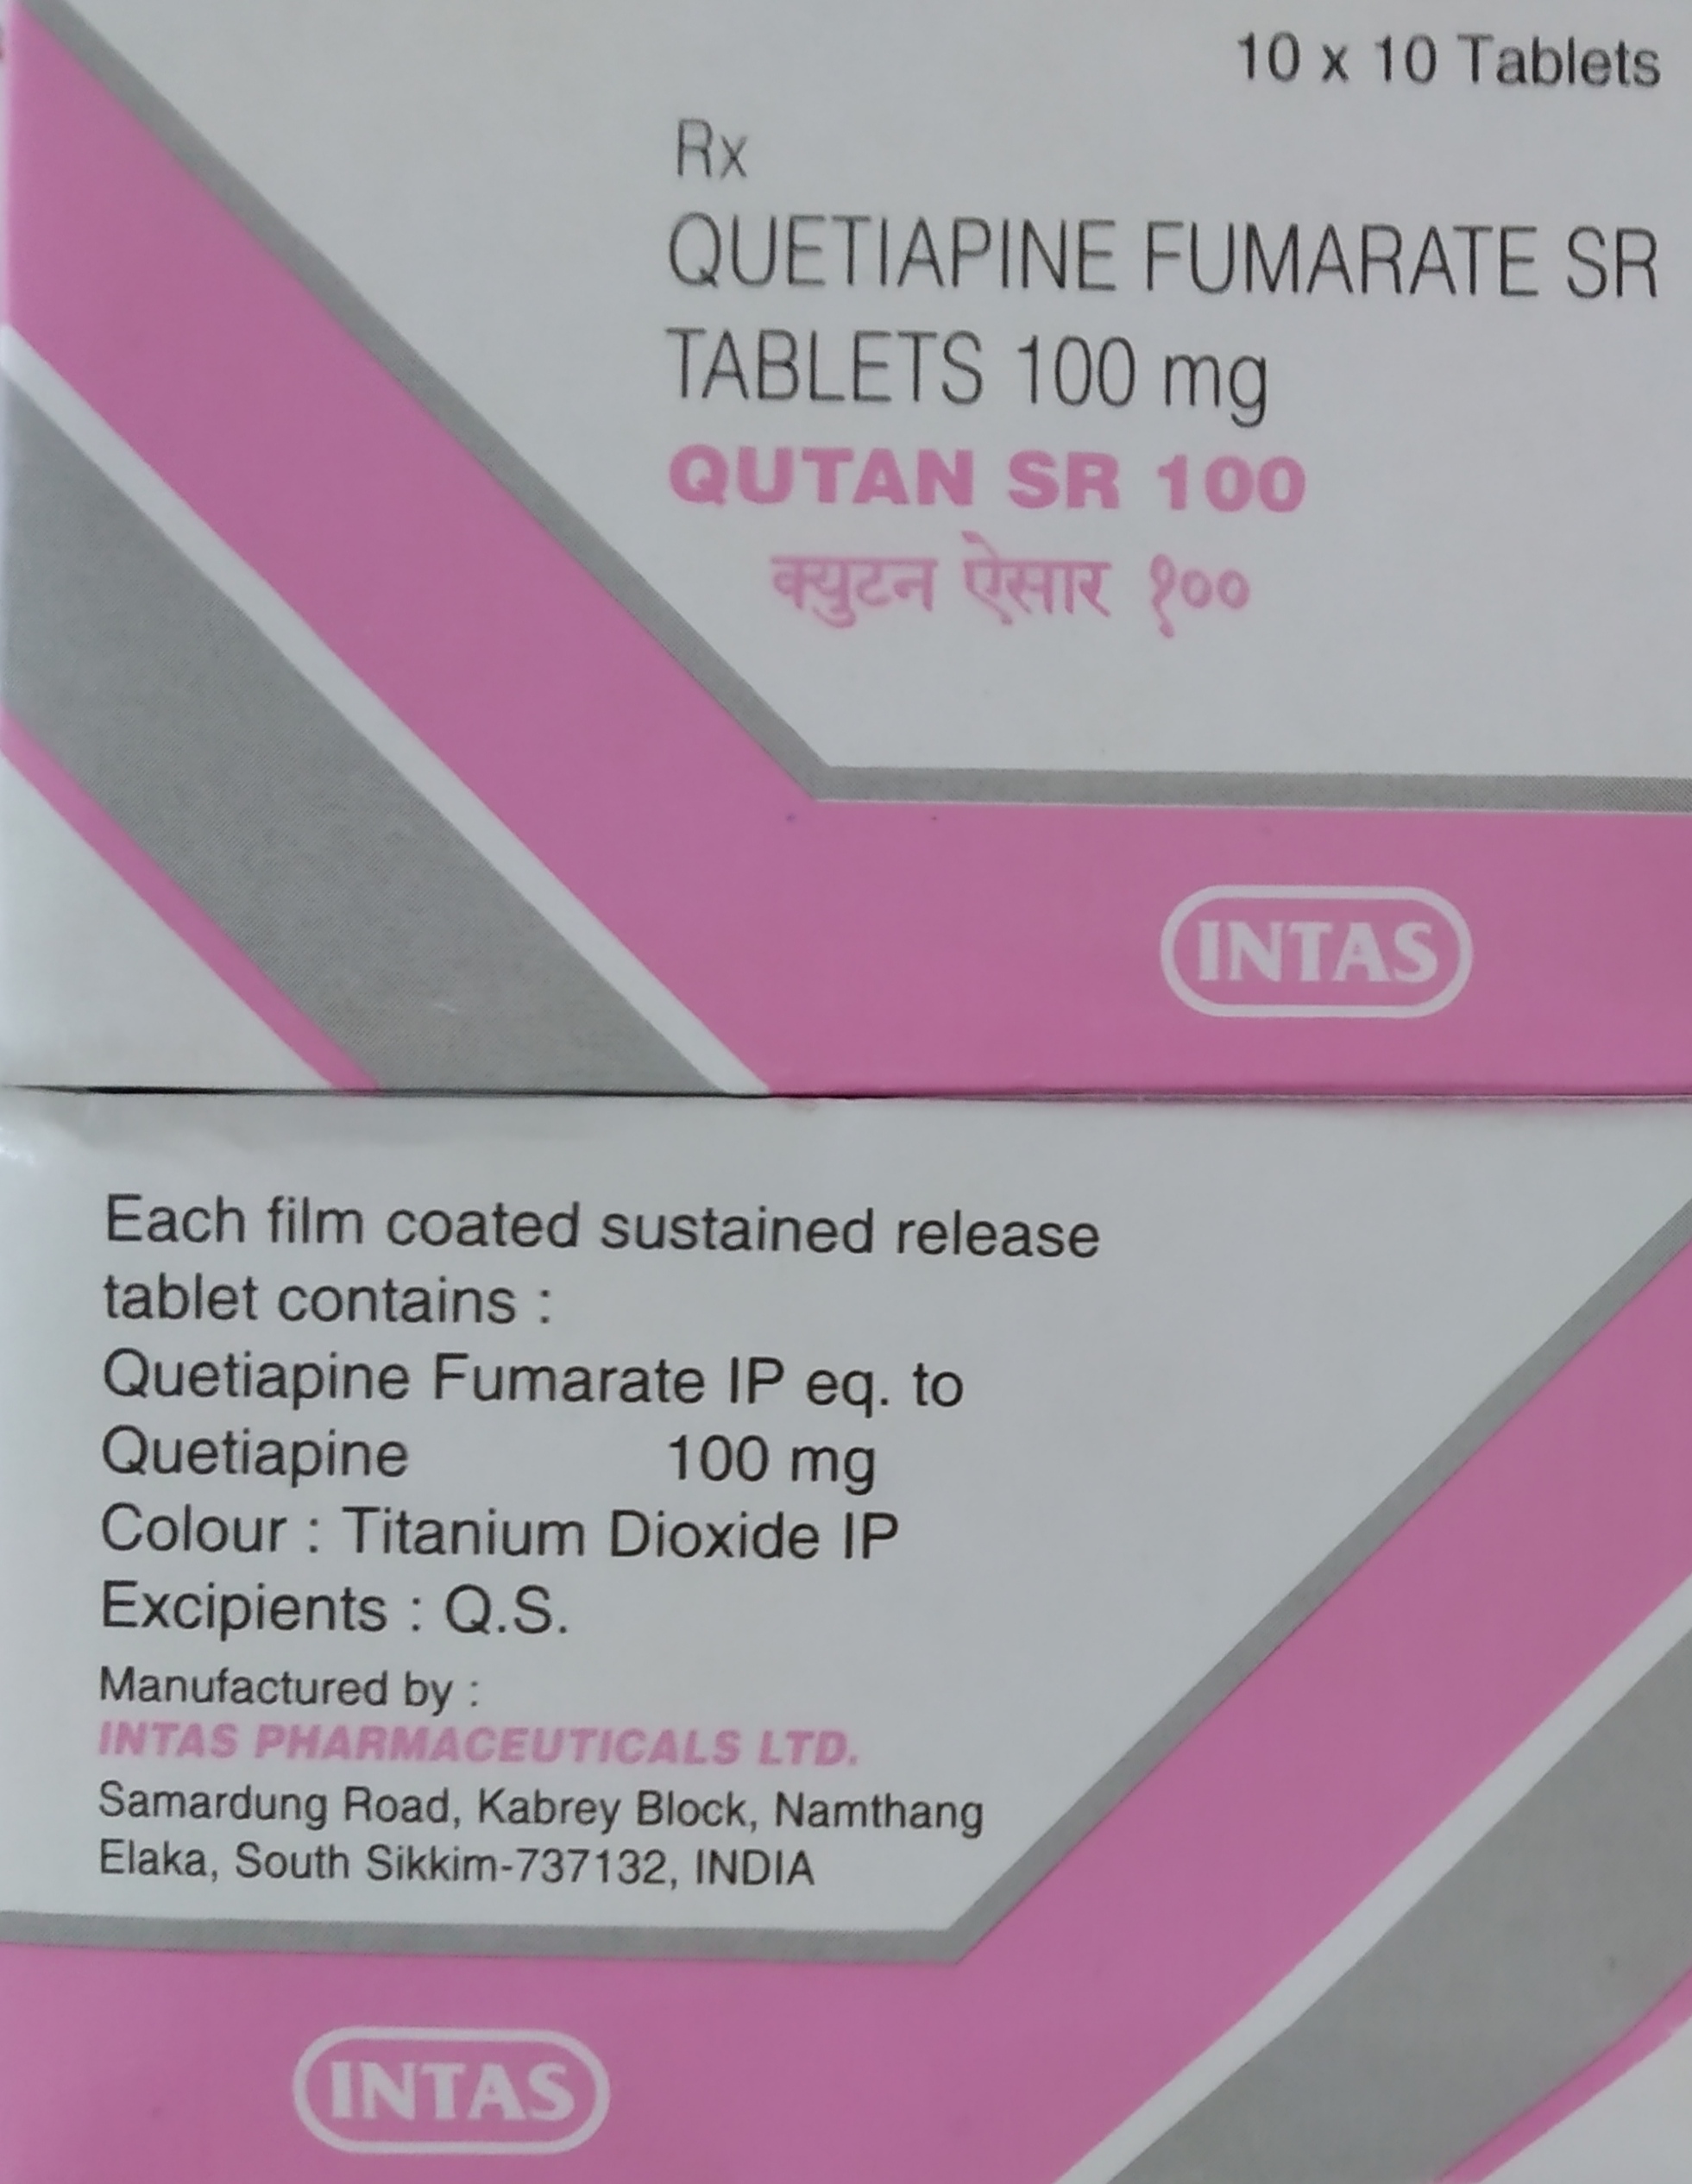 10 x 10 Tablets
Rx
QUETIAPINE FUMARATE SR
TABLETS 100 mg
QUTAN SR 100
क्युटन ऐसार १००
INTAS
Each film coated sustained release
tablet contains :
Quetiapine Fumarate IP eq. to
Quetiapine 100 mg
Colour : Titanium Dioxide IP
Excipients : Q.S.
Manufactured by :
INTAS PHARMACEUTICALS LTD.
Samardung Road, Kabrey Block, Namthang
Elaka, South Sikkim-737132, INDIA
INTAS